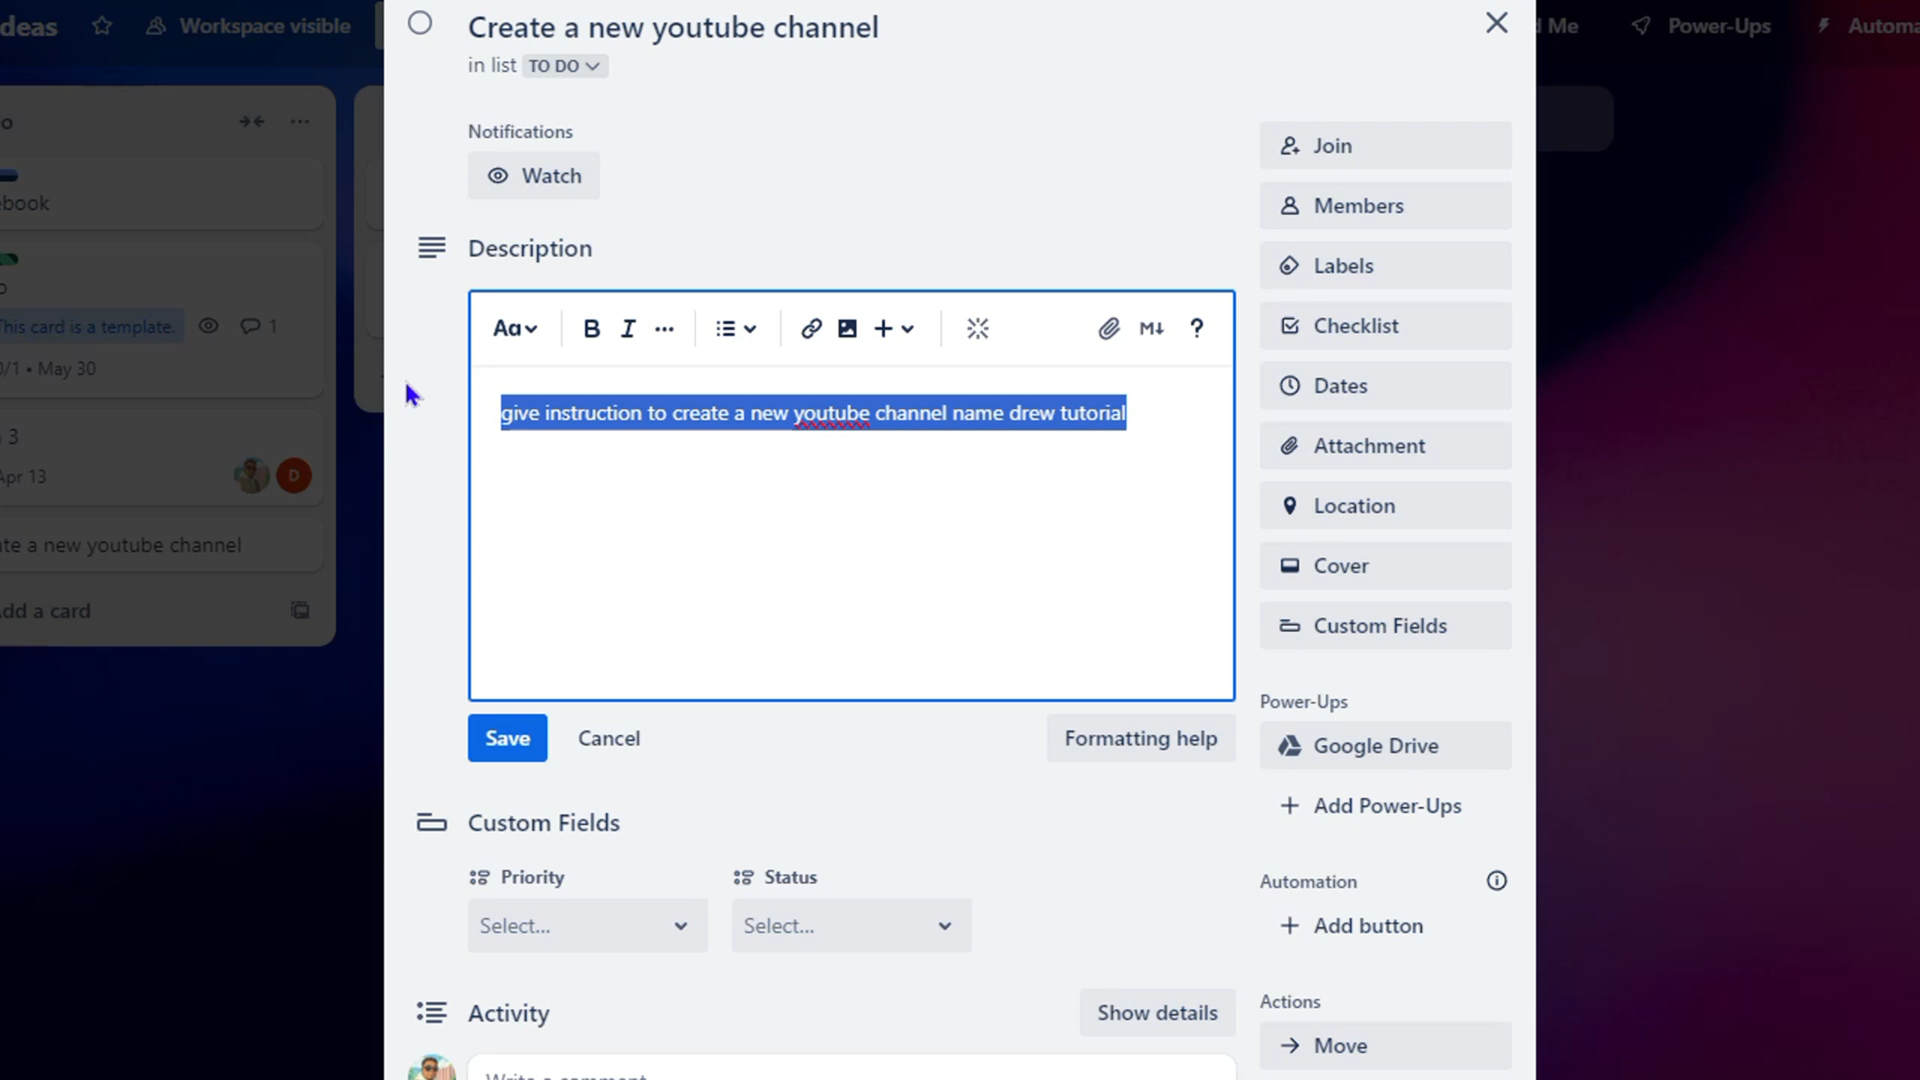 deas
Workspace visible
d Me
Power-Ups
Automa
Create a new youtube channel
in list TO DO
o
Notifications
Watch
Join
Members
Labels
Checklist
Dates
Attachment
Location
Cover
Custom Fields
ebook
o
This card is a template.
1
0/1 • May 30
3
Apr 13
D
te a new youtube channel
dd a card
Description
Aa
B I ...
M↓
?
give instruction to create a new youtube channel name drew tutorial
Save
Cancel
Formatting help
Power-Ups
Google Drive
Add Power-Ups
Custom Fields
Priority
Status
Select...
Select...
Automation
Add button
Activity
Show details
Actions
Move
Write a comment